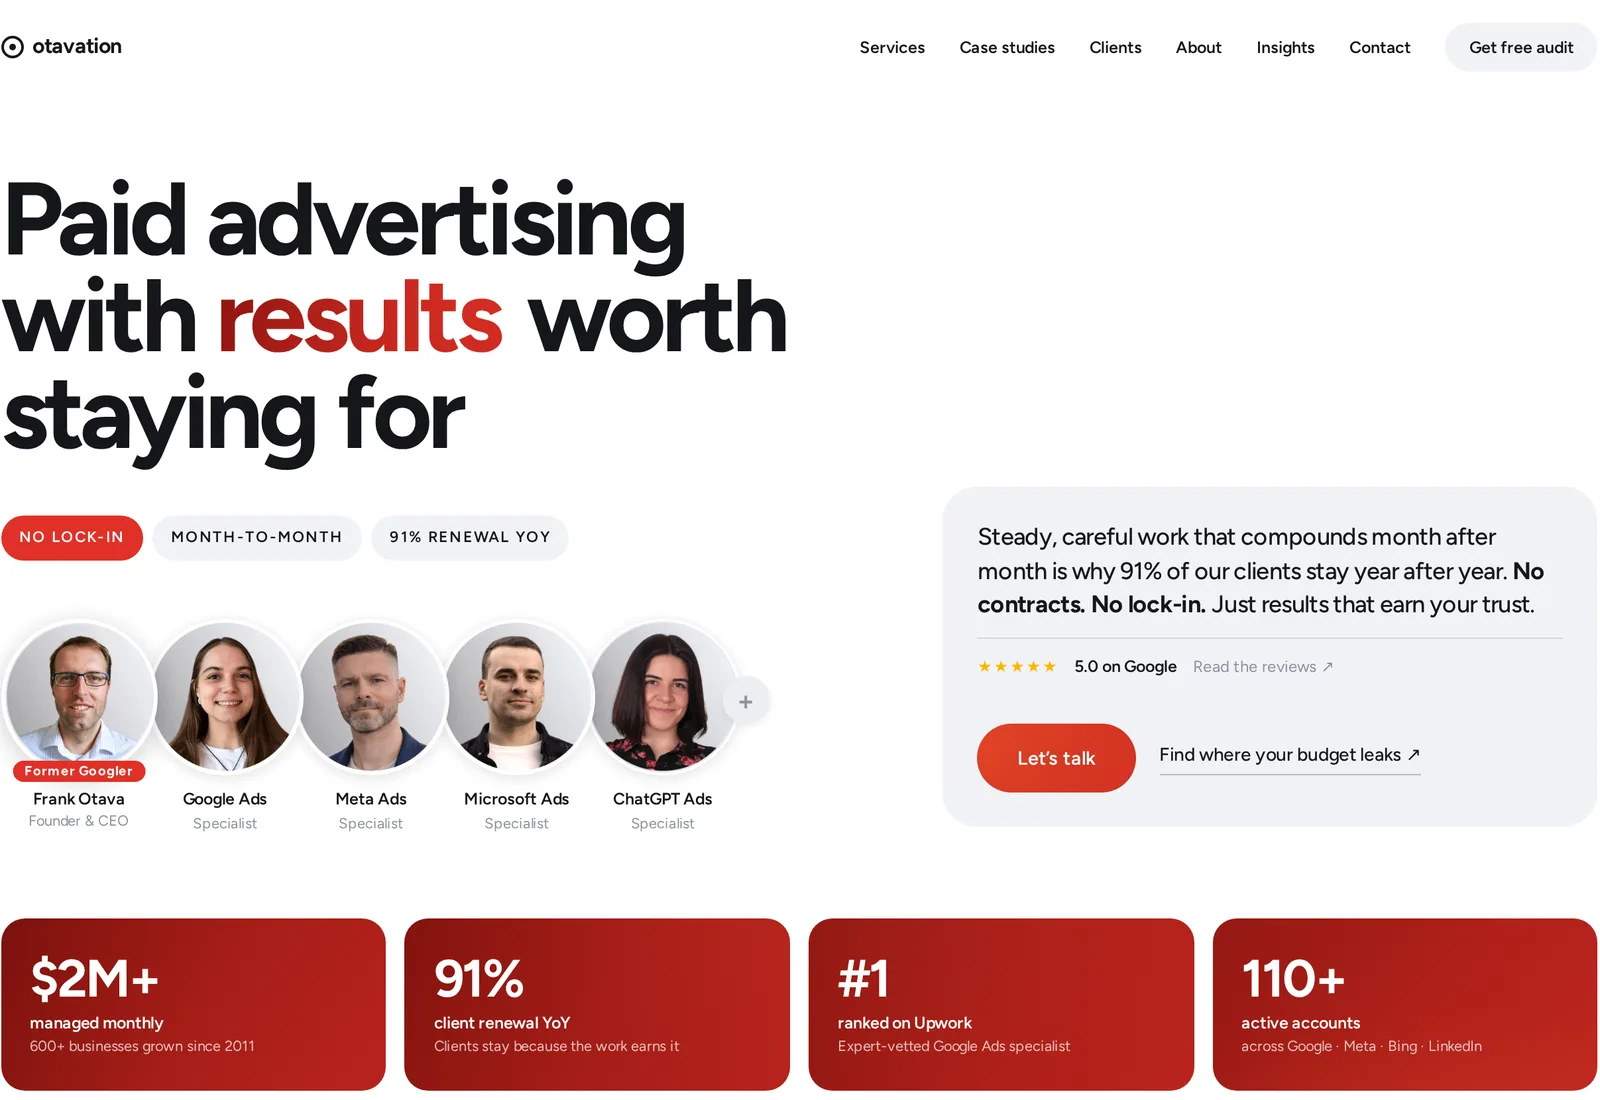 otavation
Services
Case studies
Clients
About
Insights
Contact
Get free audit
Paid advertising
with results worth
staying for
NO LOCK-IN
MONTH-TO-MONTH
91% RENEWAL YOY
Former Googler
Frank Otava
Founder & CEO
Google Ads
Specialist
Meta Ads
Specialist
Microsoft Ads
Specialist
ChatGPT Ads
Specialist
+
Steady, careful work that compounds month after
month is why 91% of our clients stay year after year. No
contracts. No lock-in. Just results that earn your trust.
★★★★★ 5.0 on Google Read the reviews ↗
Let's talk
Find where your budget leaks ↗
$2M+
managed monthly
600+ businesses grown since 2011
91%
client renewal YoY
Clients stay because the work earns it
#1
ranked on Upwork
Expert-vetted Google Ads specialist
110+
active accounts
across Google · Meta · Bing · LinkedIn